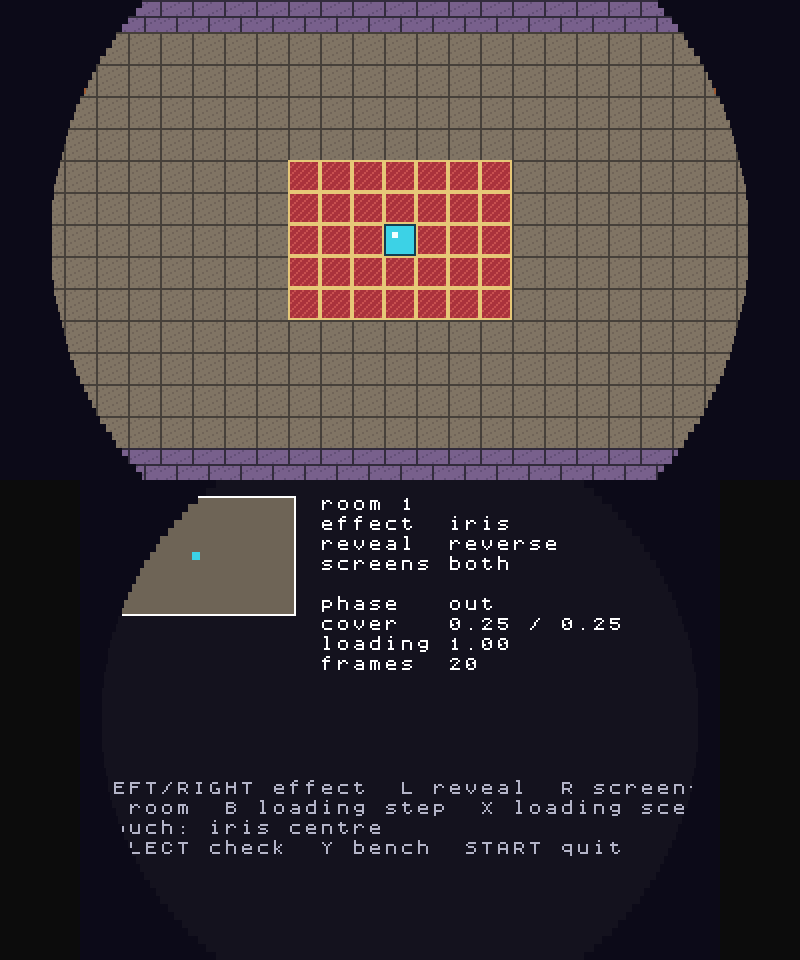 room 1
effect iris
reveal reverse
screens both
phase out
cover 0.25 / 0.25
loading 1.00
frames 20
EFT/RIGHT effect L reveal R screen
room B loading step X loading sce
uch: iris centre
LECT check Y bench START quit